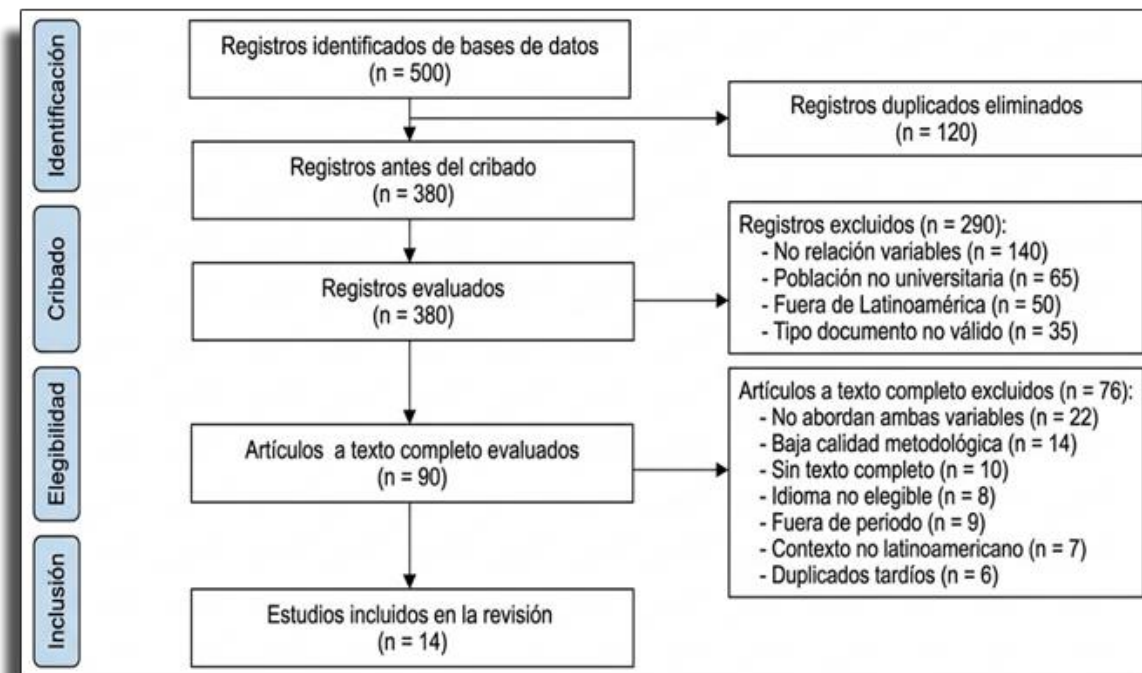 Identificación
Registros identificados de bases de datos
(n = 500)
Registros duplicados eliminados
(n = 120)
Registros antes del cribado
(n = 380)
Cribado
Registros evaluados
(n = 380)
Registros excluidos (n = 290):
- No relación variables (n = 140)
- Población no universitaria (n = 65)
- Fuera de Latinoamérica (n = 50)
- Tipo documento no válido (n = 35)
Elegibilidad
Artículos a texto completo evaluados
(n = 90)
Artículos a texto completo excluidos (n = 76):
- No abordan ambas variables (n = 22)
- Baja calidad metodológica (n = 14)
- Sin texto completo (n = 10)
- Idioma no elegible (n = 8)
- Fuera de periodo (n = 9)
- Contexto no latinoamericano (n = 7)
- Duplicados tardíos (n = 6)
Inclusión
Estudios incluidos en la revisión
(n = 14)